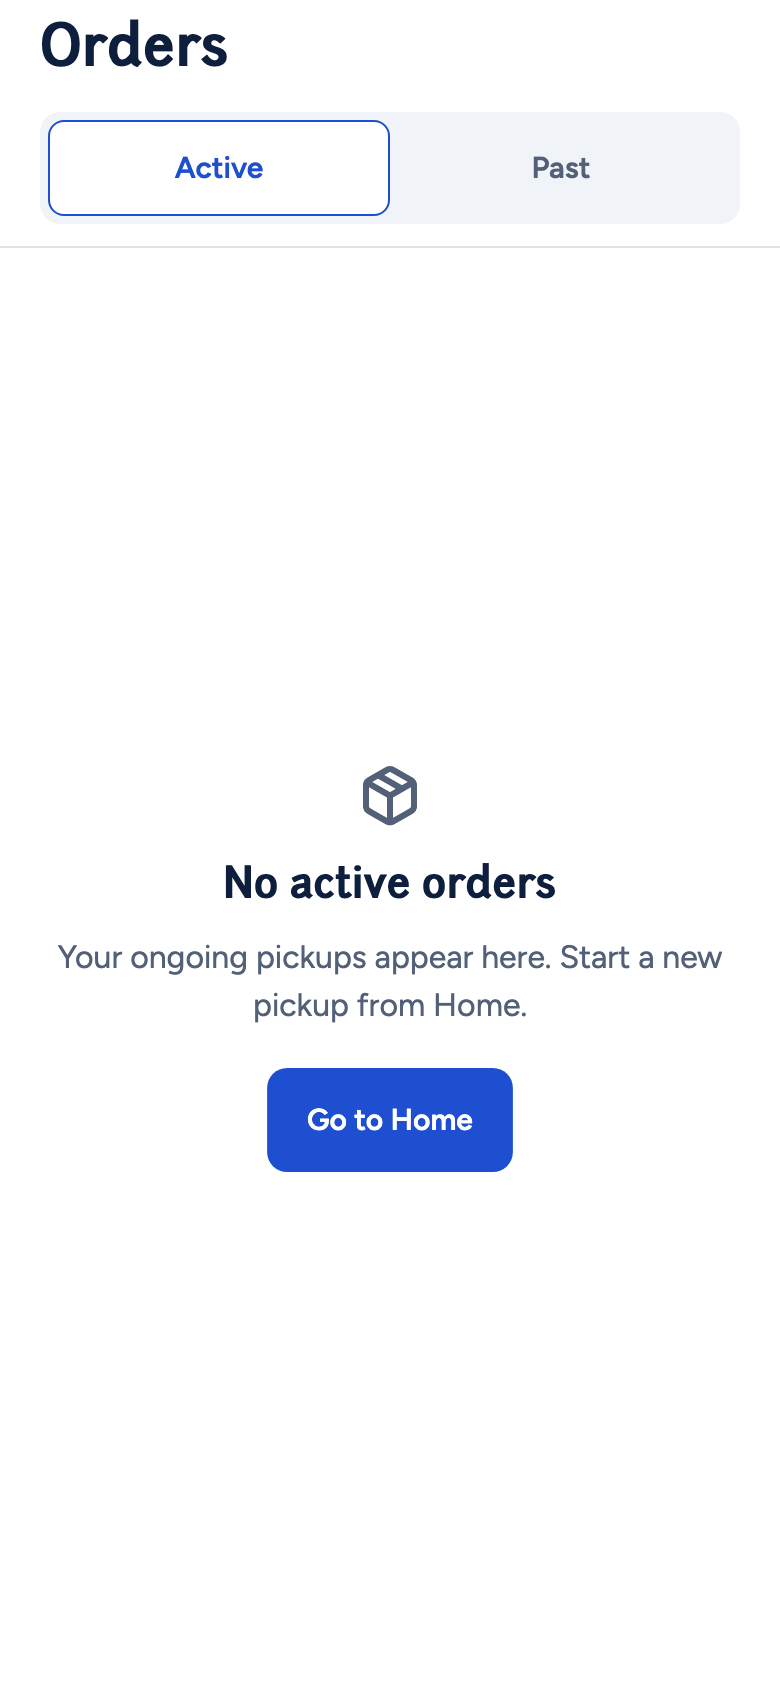 Orders
Active
Past
No active orders
Your ongoing pickups appear here. Start a new
pickup from Home.
Go to Home